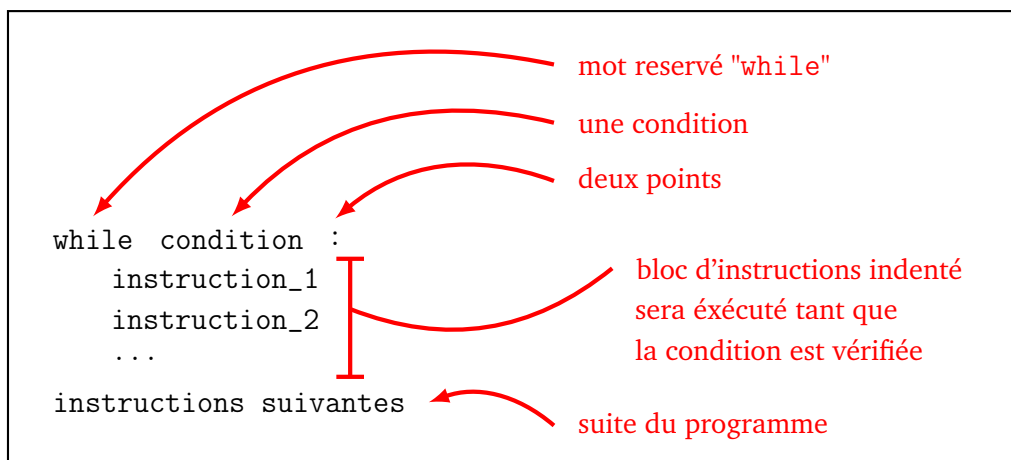 mot reservé "while"
une condition
deux points
while condition :
instruction_1
instruction_2
...
bloc d'instructions indenté
sera éxécuté tant que
la condition est vérifiée
instructions suivantes
suite du programme